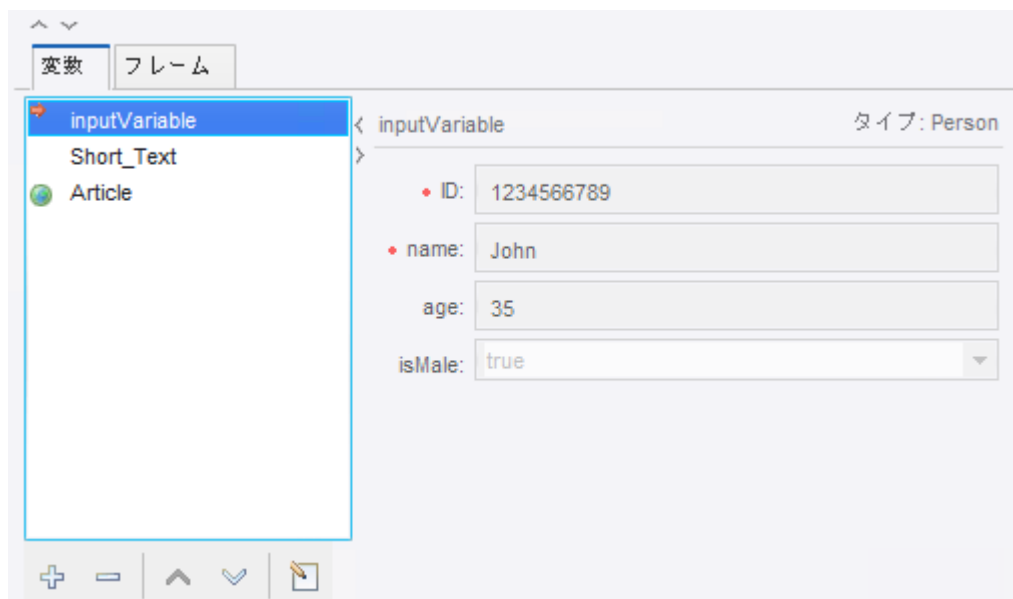 変数 フレーム
inputVariable
Short_Text
Article
inputVariable タイプ: Person
ID: 1234566789
name: John
age: 35
isMale: true